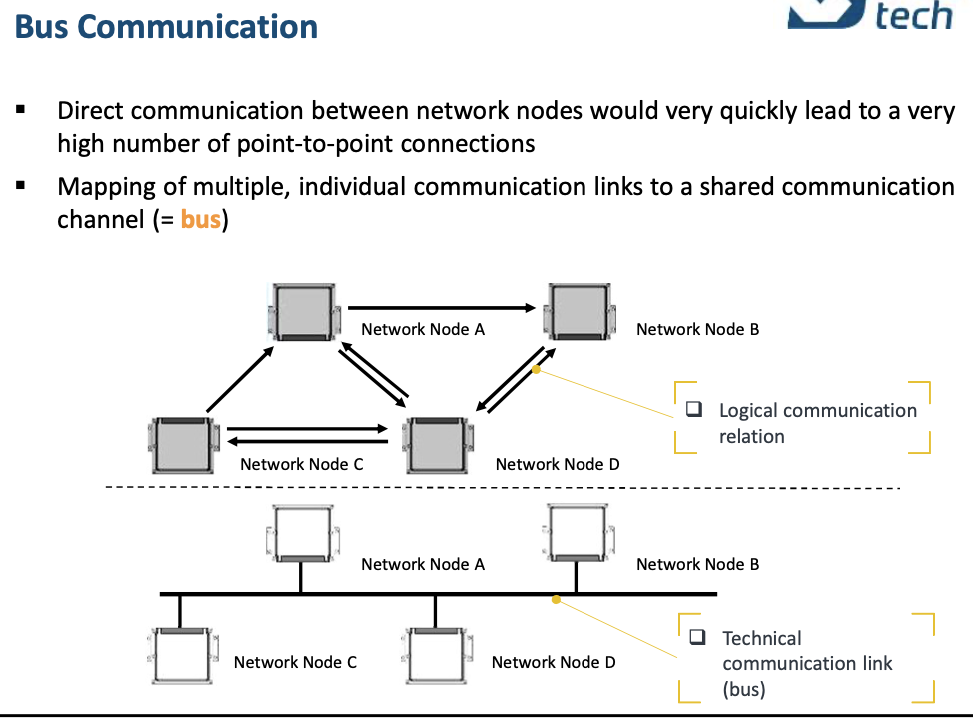 Bus Communication
tech
▪ Direct communication between network nodes would very quickly lead to a very
high number of point-to-point connections
▪ Mapping of multiple, individual communication links to a shared communication
channel (= bus)
Network Node A
Network Node B
❑ Logical communication
relation
Network Node C
Network Node D
Network Node A
Network Node B
❑ Technical
communication link
(bus)
Network Node C
Network Node D